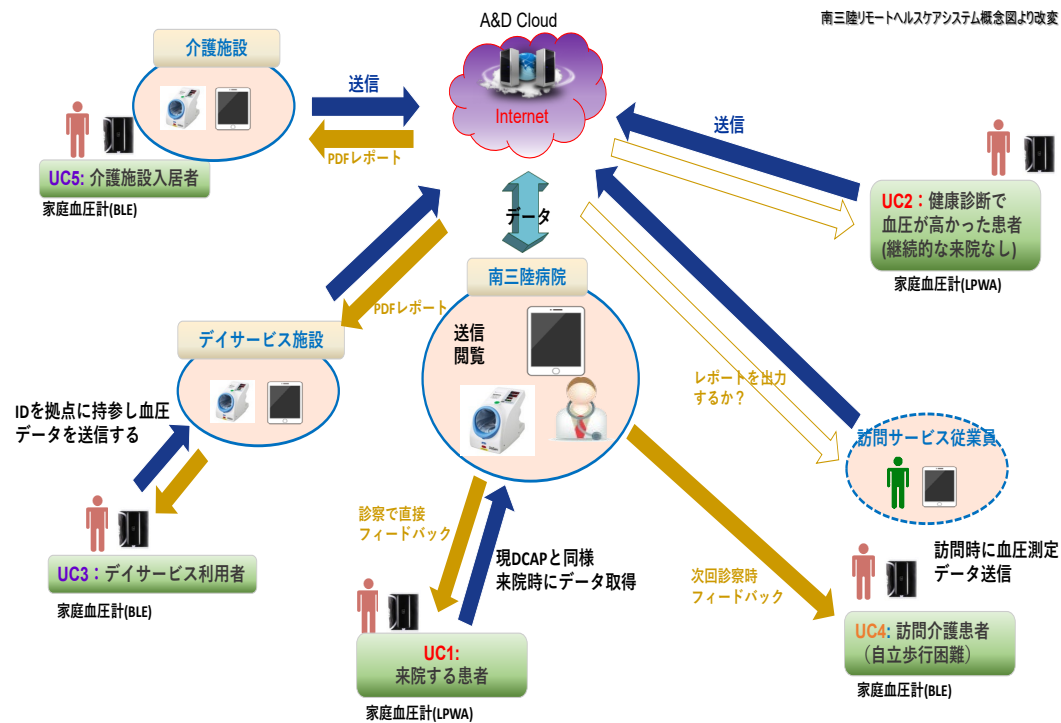 南三陸リモートヘルスケアシステム概念図より改変
A&D Cloud
Internet
介護施設
送信
PDFレポート
UC5: 介護施設入居者
家庭血圧計(BLE)
送信
UC2：健康診断で
血圧が高かった患者
(継続的な来院なし)
家庭血圧計(LPWA)
データ
南三陸病院
送信
閲覧
PDFレポート
デイサービス施設
IDを拠点に持参し血圧
データを送信する
UC3：デイサービス利用者
家庭血圧計(BLE)
レポートを出力
するか？
訪問サービス従業員
訪問時に血圧測定
データ送信
診察で直接
フィードバック
現DCAPと同様
来院時にデータ取得
次回診察時
フィードバック
UC1:
来院する患者
家庭血圧計(LPWA)
UC4: 訪問介護患者
（自立歩行困難）
家庭血圧計(BLE)